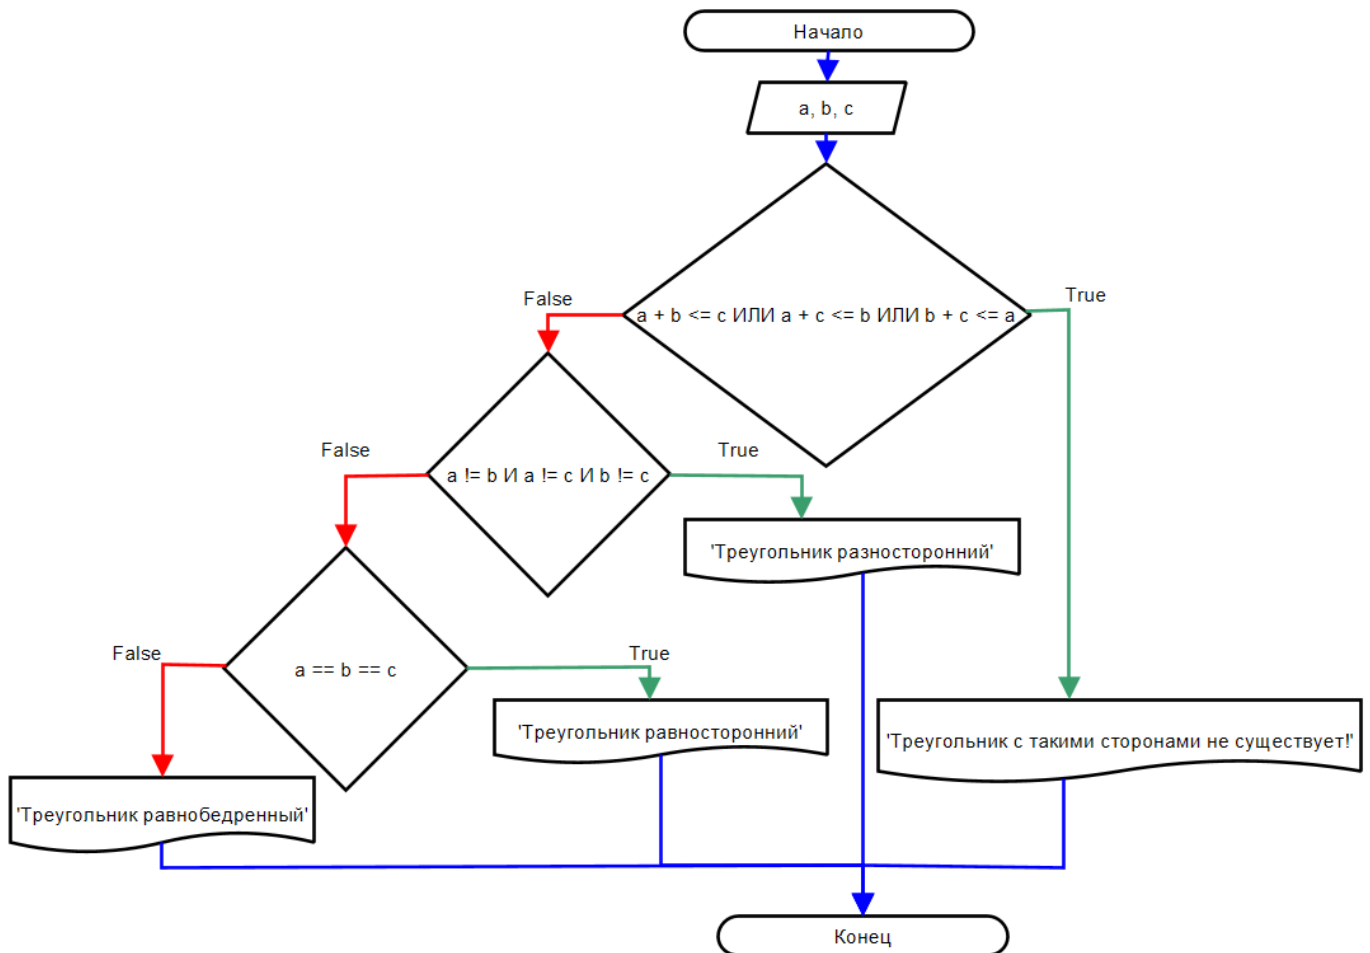 Начало
a, b, c
a + b <= c ИЛИ a + c <= b ИЛИ b + c <= a
False
True
a != b И a != c И b != c
False
True
'Треугольник разносторонний'
a == b == c
False
True
'Треугольник равносторонний'
'Треугольник с такими сторонами не существует!'
'Треугольник равнобедренный'
Конец